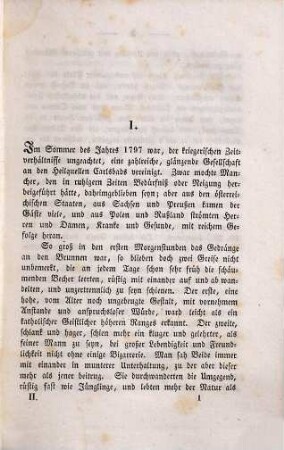 I.
Im Sommer des Jahres 1797 war, der kriegerischen Zeit-
verhältnisse ungeachtet, eine zahlreiche, glänzende Gesellschaft
an den Heilquellen Carlsbads vereinigt. Zwar mochte Man-
cher, den in ruhigern Zeiten Bedürfniß oder Neigung her-
beigeführt hätte, daheimgeblieben seyn; aber aus den österrei-
chischen Staaten, aus Sachsen und Preußen kamen der
Gäste viele, und aus Polen und Rußland strömten Her-
ren und Damen, Kranke und Gesunde, mit reichem Ge-
folge heran.
So groß in den ersten Morgenstunden das Gedränge
an den Brunnen war, so blieben doch zwei Greise nicht
unbemerkt, die an jedem Tage schon sehr früh die schäu-
menden Becher leerten, rüstig mit einander auf und ab wan-
delten, und unzertrennlich zu seyn schienen. Der erste, eine
hohe, vom Alter noch ungebeugte Gestalt, mit vornehmem
Anstande und anspruchsloser Würde, ward leicht als ein
katholischer Geistlicher höheren Ranges erkannt. Der zweite,
schlank und hager, schien mehr ein kluger und gelehrter, als
feiner Mann zu seyn, bei großer Lebendigkeit und Freund-
lichkeit nicht ohne einige Bizarrerie. Man sah Beide immer
mit einander in munterer Unterhaltung, zu der aber dieser
mehr als jener beitrug. Sie durchwanderten die Umgegend,
rüstig fast wie Jünglinge, und lebten mehr der Natur als
II. 1